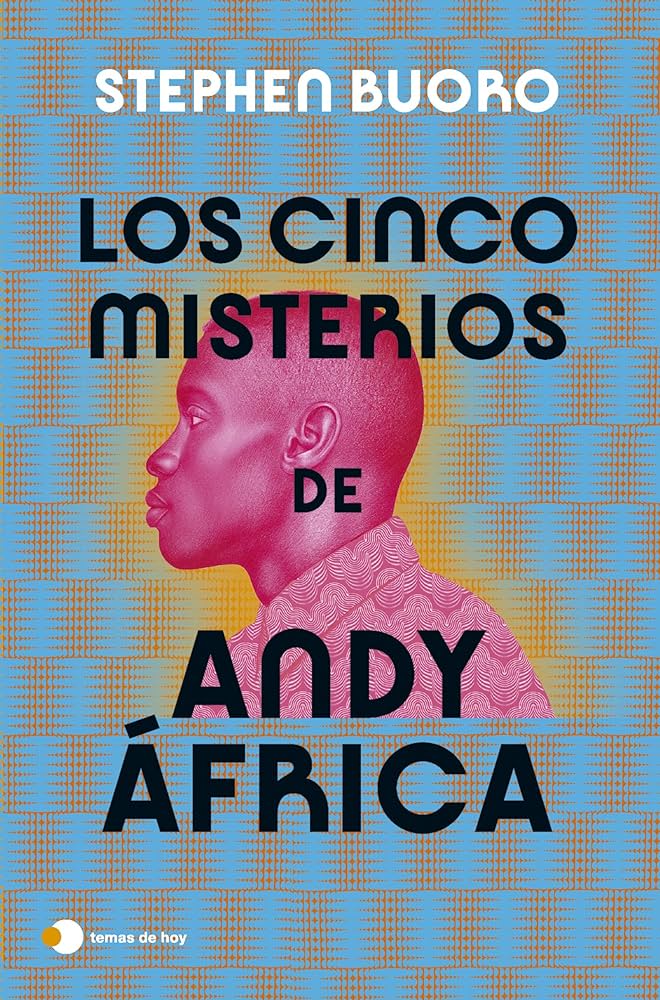 STEPHEN BUORO
LOS CINCO
MISTERIOS
DE
ANDY
ÁFRICA
temas de hoy